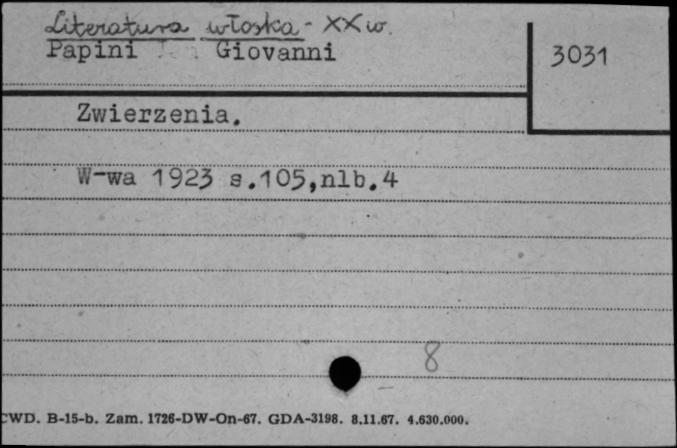 Literatura włoska - XX w.
Papini Giovanni
3031
Zwierzenia.
W-wa 1923 s.105,nlb.4
8
CWD. B-15-b. Zam. 1726-DW-On-67. GDA-3198. 8.11.67. 4.630.000.